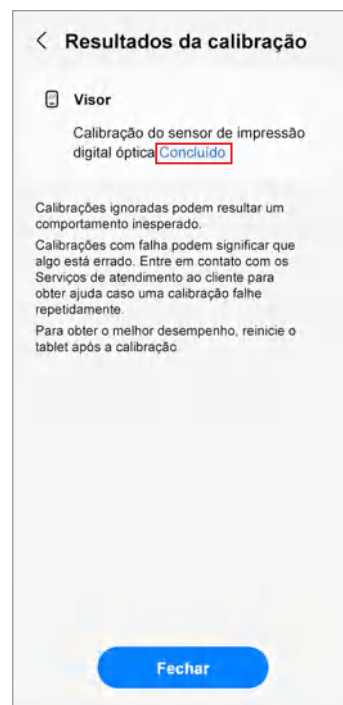 Resultados da calibração
Visor
Calibração do sensor de impressão
digital óptica Concluído
Calibrações ignoradas podem resultar um
comportamento inesperado.
Calibrações com falha podem significar que
algo está errado. Entre em contato com os
Serviços de atendimento ao cliente para
obter ajuda caso uma calibração falhe
repetidamente.
Para obter o melhor desempenho, reinicie o
tablet após a calibração
Fechar